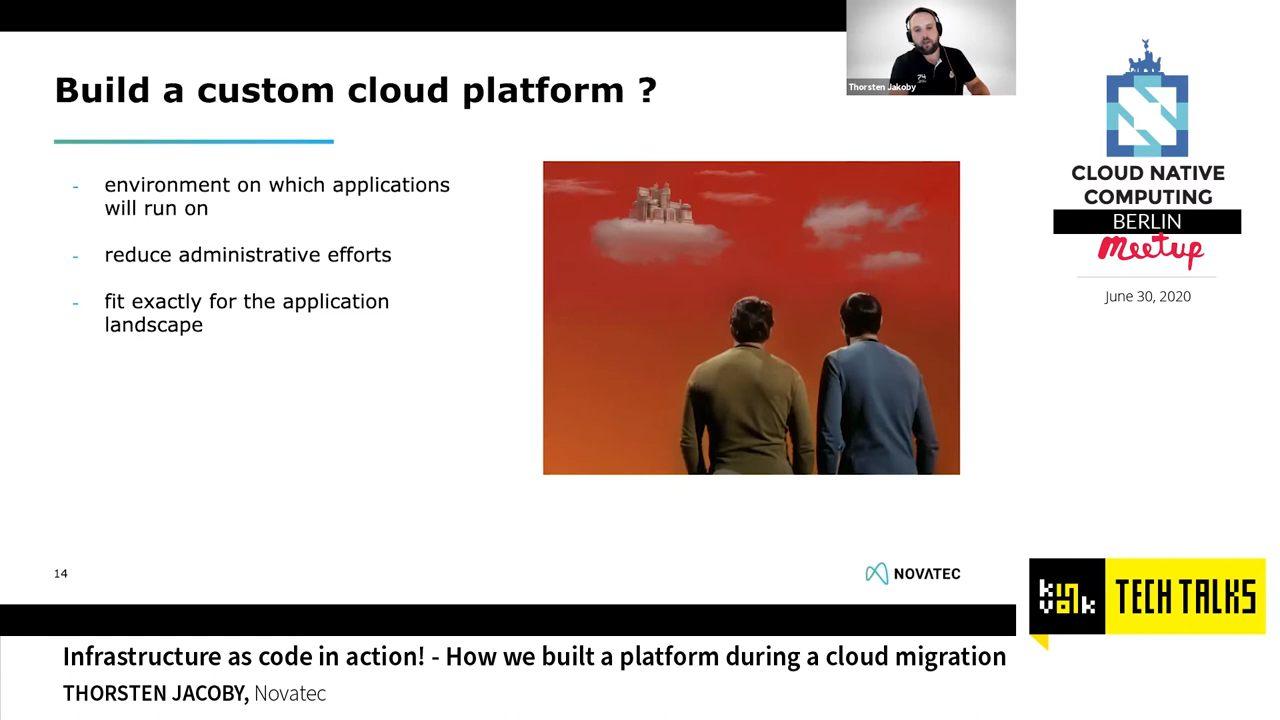 Build a custom cloud platform ?
- environment on which applications
will run on
- reduce administrative efforts
- fit exactly for the application
landscape
14
NOVATEC
Thorsten Jakoby
CLOUD NATIVE
COMPUTING
BERLIN
meetup
June 30, 2020
kinvolk
TECH TALKS
Infrastructure as code in action! - How we built a platform during a cloud migration
THORSTEN JACOBY, Novatec